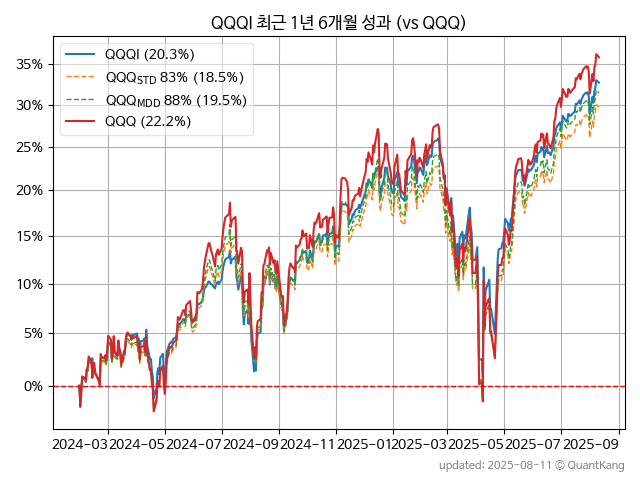 QQQI 최근 1년 6개월 성과 (vs QQQ)
QQQI (20.3%)
QQQSTD 83% (18.5%)
QQQMDD 88% (19.5%)
QQQ (22.2%)
35%
30%
25%
20%
15%
10%
5%
0%
2024-03 2024-05 2024-07 2024-09 2024-11 2025-01 2025-03 2025-05 2025-07 2025-09
updated: 2025-08-11 © QuantKang